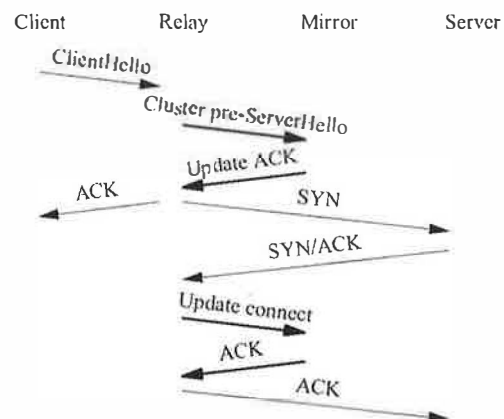 Client Relay Mirror Server
ClientHello
Cluster pre-ServerHello
Update ACK
ACK
SYN
SYN/ACK
Update connect
ACK
ACK